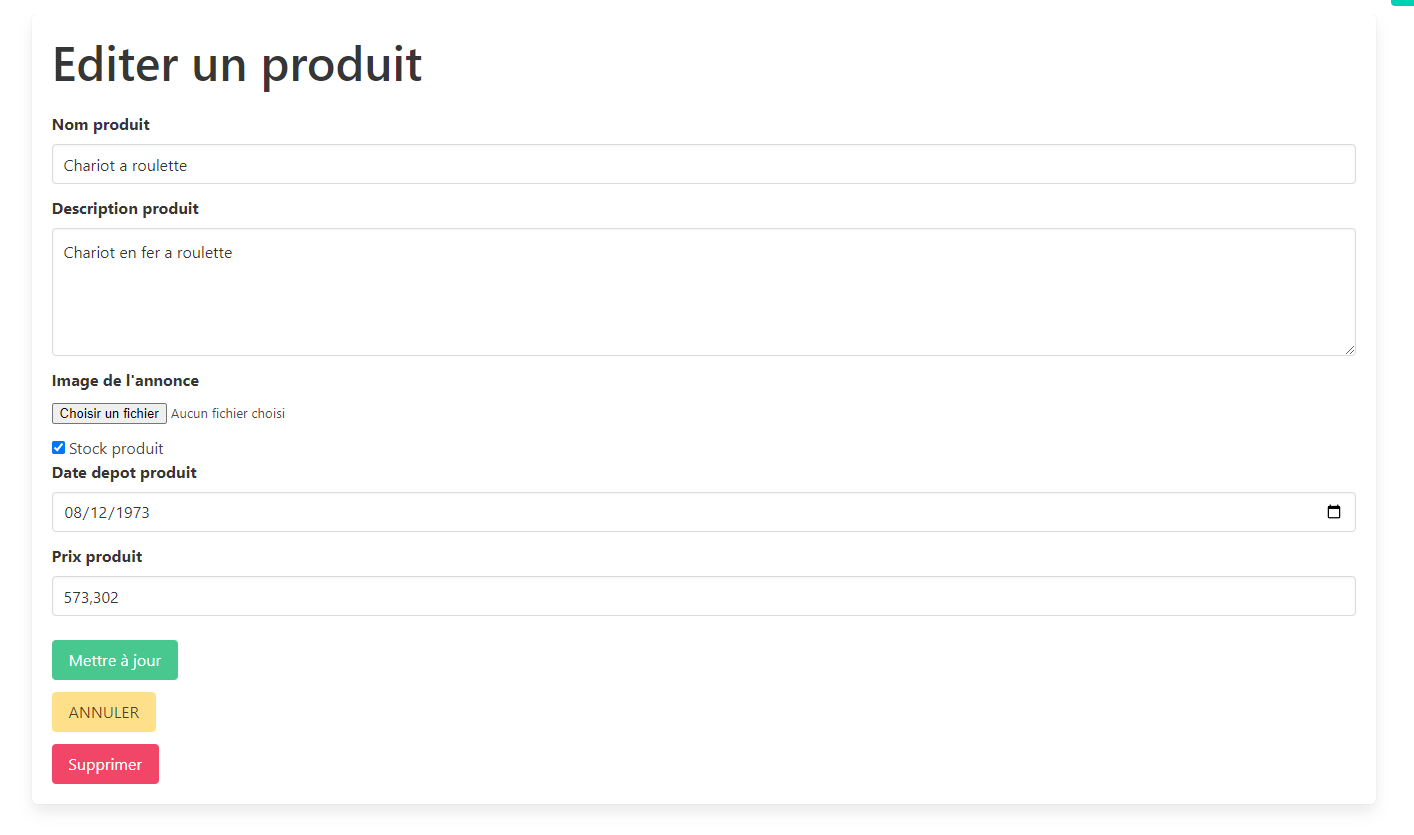 Editer un produit
Nom produit
Chariot a roulette
Description produit
Chariot en fer a roulette
Image de l'annonce
Choisir un fichier Aucun fichier choisi
Stock produit
Date depot produit
08/12/1973
Prix produit
573,302
Mettre à jour
ANNULER
Supprimer